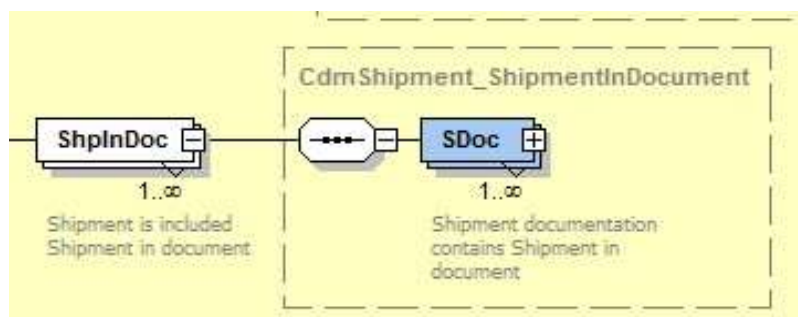 CdmShipment_ShipmentInDocument
ShpInDoc
SDoc
1..∞
1..∞
Shipment is included
Shipment in document
Shipment documentation
contains Shipment in
document